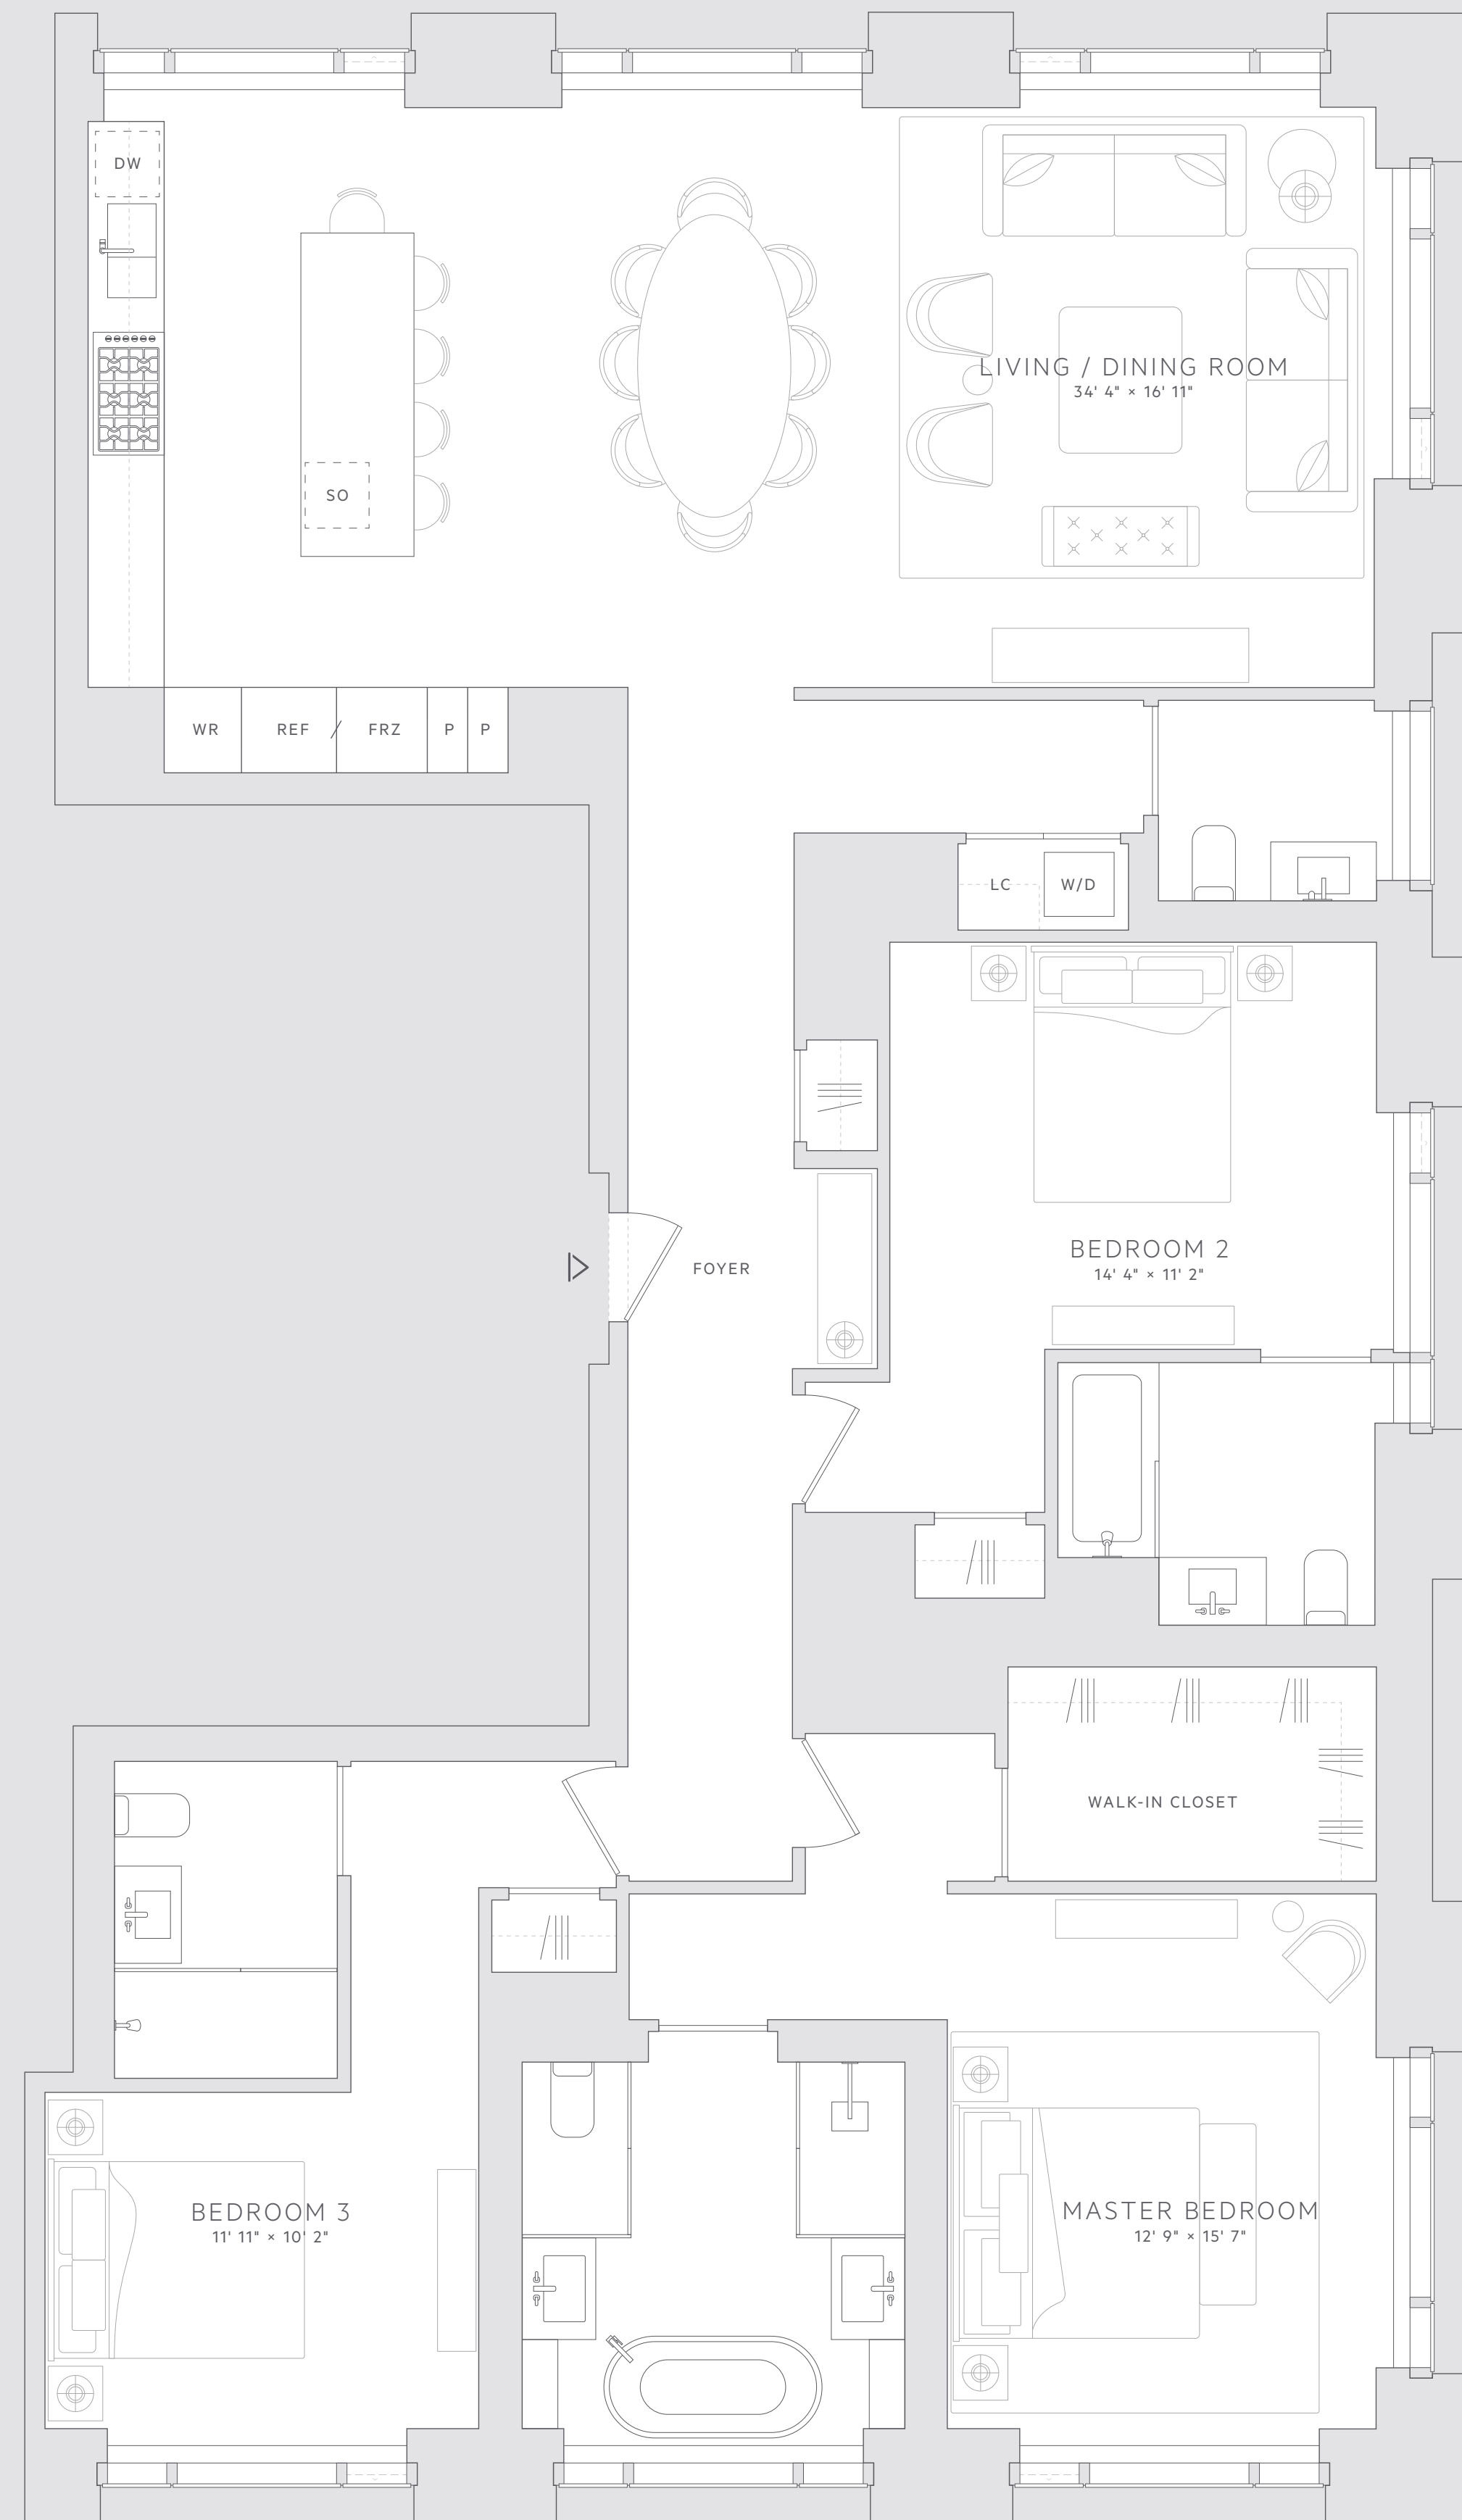 DW
LIVING / DINING ROOM
34' 4" × 16' 11"
SO
WR
REF / FRZ
P
P
LC
W/D
BEDROOM 2
14' 4" × 11' 2"
FOYER
WALK-IN CLOSET
BEDROOM 3
11' 11" × 10' 2"
MASTER BEDROOM
12' 9" × 15' 7"